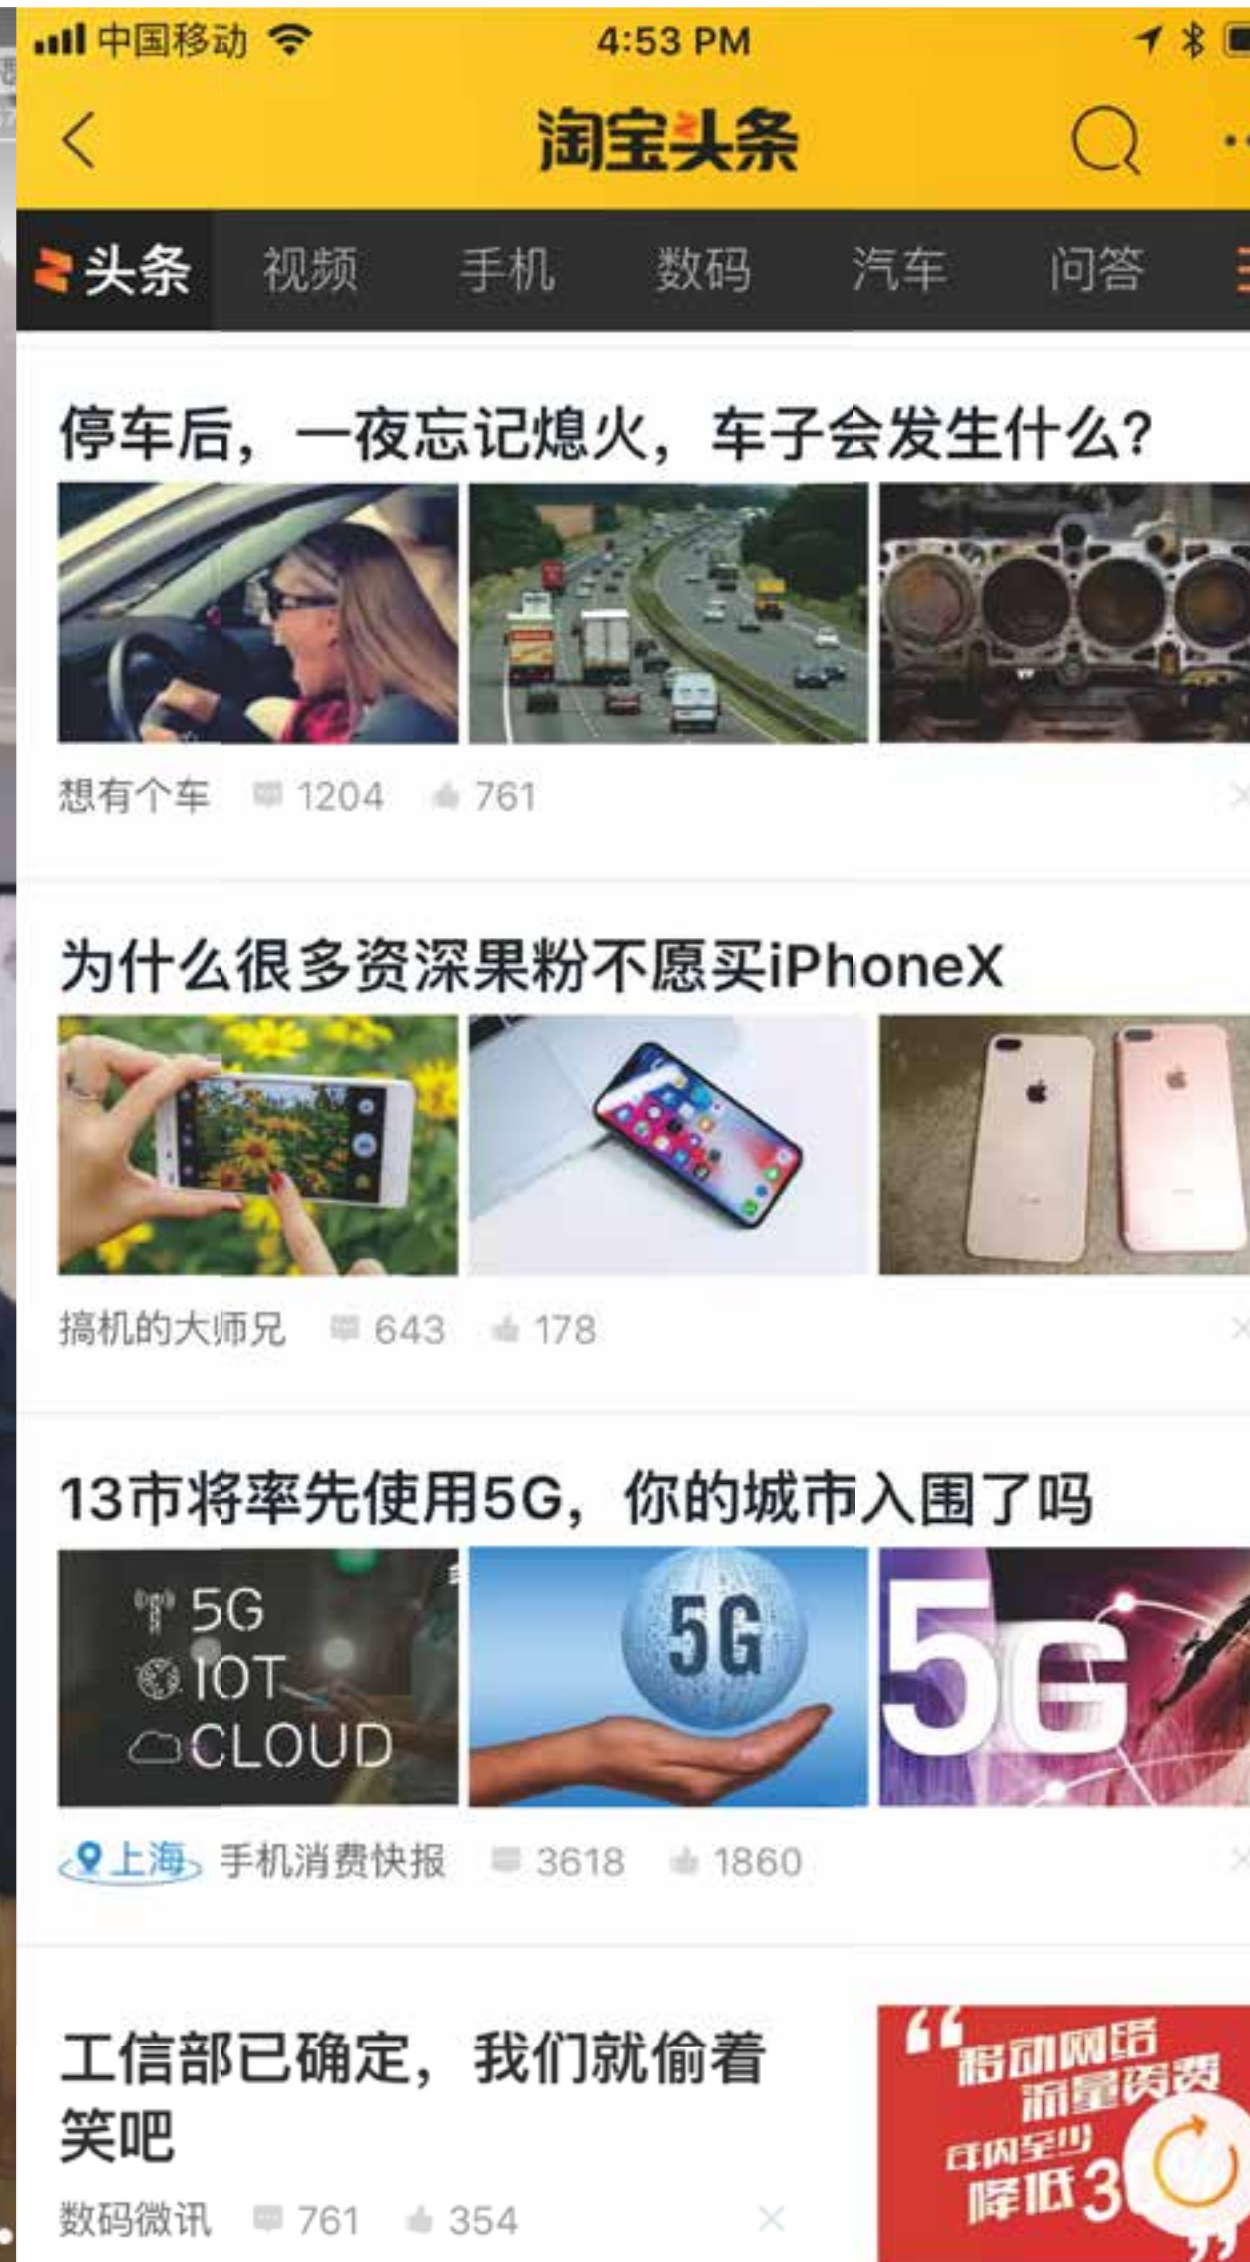 中国移动
4:53 PM
淘宝头条
头条 视频 手机 数码 汽车 问答
停车后，一夜忘记熄火，车子会发生什么？
想有个车 1204 761
为什么很多资深果粉不愿买iPhoneX
搞机的大师兄 643 178
13市将率先使用5G，你的城市入围了吗
5G
IOT
CLOUD
5G
5G
上海 手机消费快报 3618 1860
工信部已确定，我们就偷着
笑吧
数码微讯 761 354
“移动网络
流量资费
年内至少
降低3
”